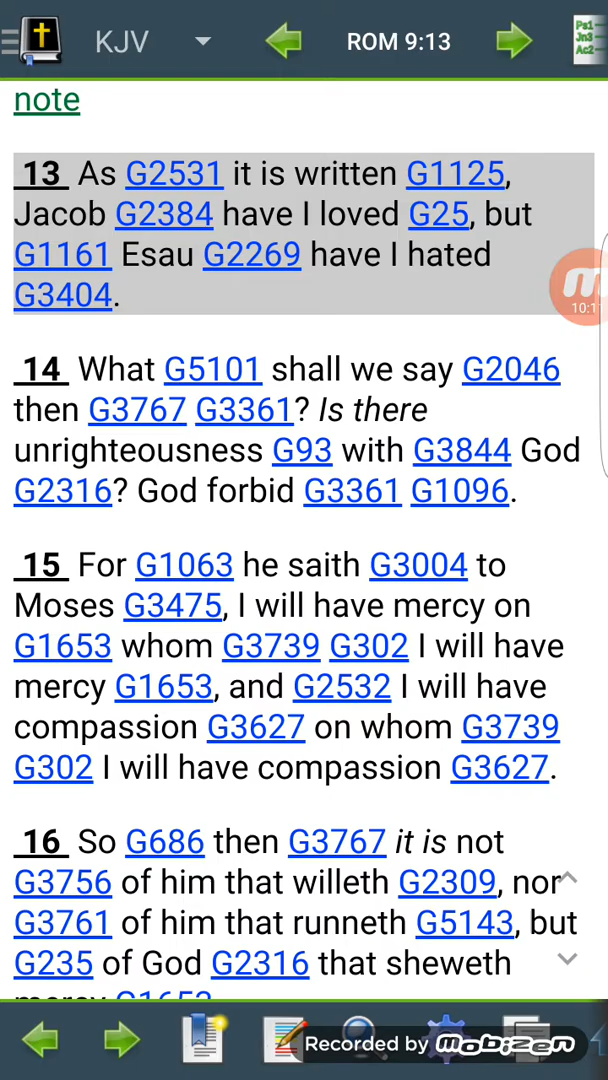 KJV ROM 9:13 Ps1
Jn3
Ac2
note
13 As G2531 it is written G1125,
Jacob G2384 have I loved G25, but
G1161 Esau G2269 have I hated
G3404.
14 What G5101 shall we say G2046
then G3767 G3361? Is there
unrighteousness G93 with G3844 God
G2316? God forbid G3361 G1096.
15 For G1063 he saith G3004 to
Moses G3475, I will have mercy on
G1653 whom G3739 G302 I will have
mercy G1653, and G2532 I will have
compassion G3627 on whom G3739
G302 I will have compassion G3627.
16 So G686 then G3767 it is not
G3756 of him that willeth G2309, nor
G3761 of him that runneth G5143, but
G235 of God G2316 that sheweth
mercy G1653
Recorded by mobizen